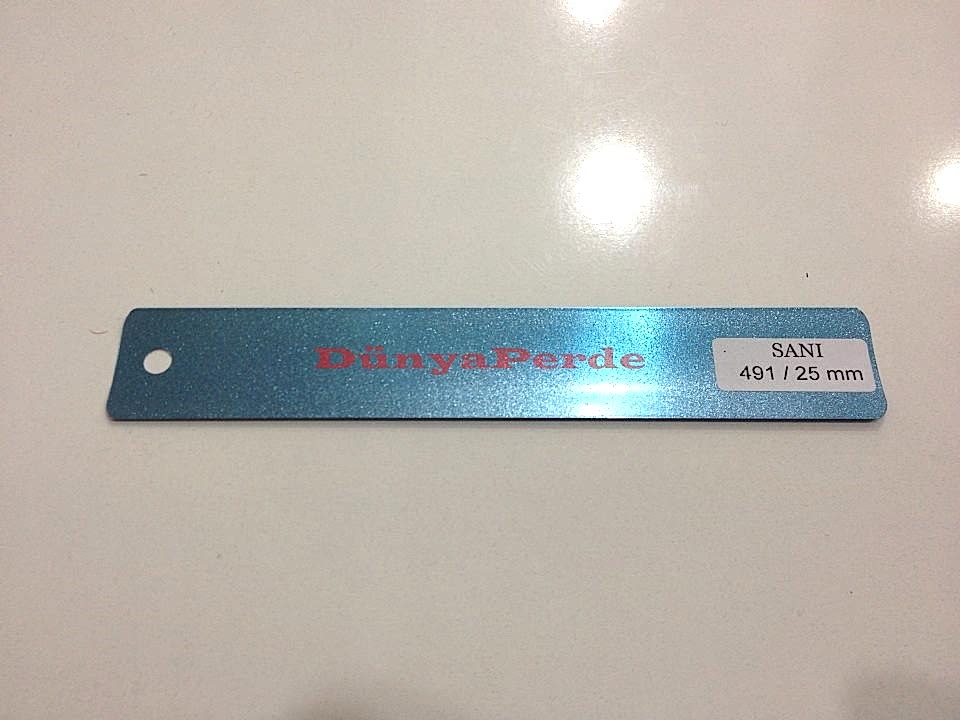 DünyaPerde
SANI
491 / 25 mm